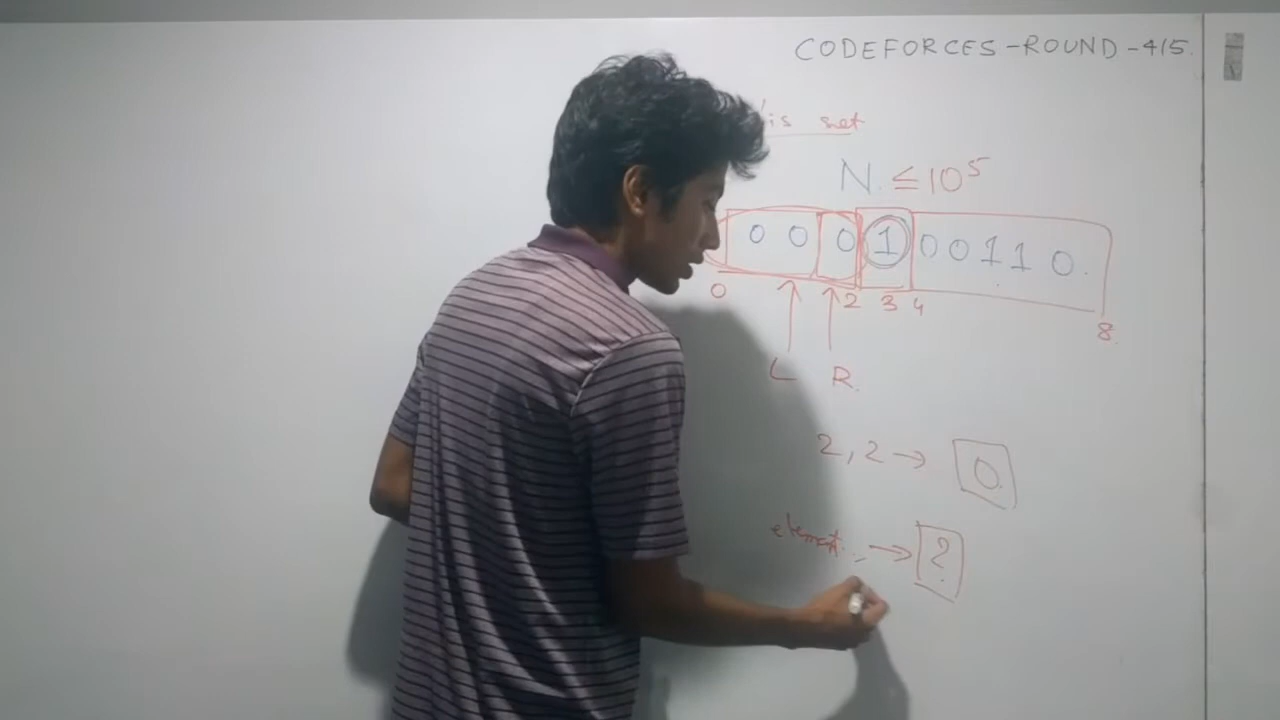 CODEFORCES-ROUND-415.
is set
N. ≤ 10^5
0 0 0 1 0 0 1 1 0.
0 2 3 4 8
L R.
2,2 → 0
element.. → ?